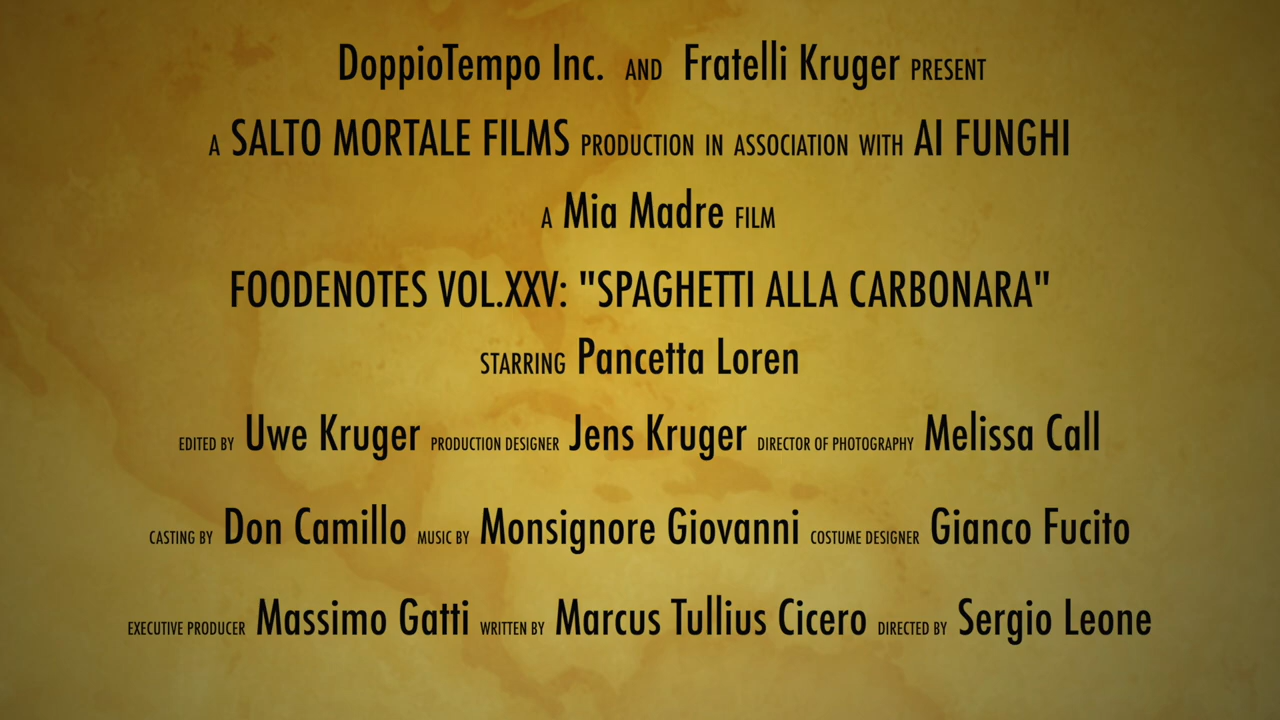 DoppioTempo Inc. AND Fratelli Kruger PRESENT
A SALTO MORTALE FILMS PRODUCTION IN ASSOCIATION WITH AI FUNGHI
A Mia Madre FILM
FOODENOTES VOL.XXV: "SPAGHETTI ALLA CARBONARA"
STARRING Pancetta Loren
EDITED BY Uwe Kruger PRODUCTION DESIGNER Jens Kruger DIRECTOR OF PHOTOGRAPHY Melissa Call
CASTING BY Don Camillo MUSIC BY Monsignore Giovanni COSTUME DESIGNER Gianco Fucito
EXECUTIVE PRODUCER Massimo Gatti WRITTEN BY Marcus Tullius Cicero DIRECTED BY Sergio Leone